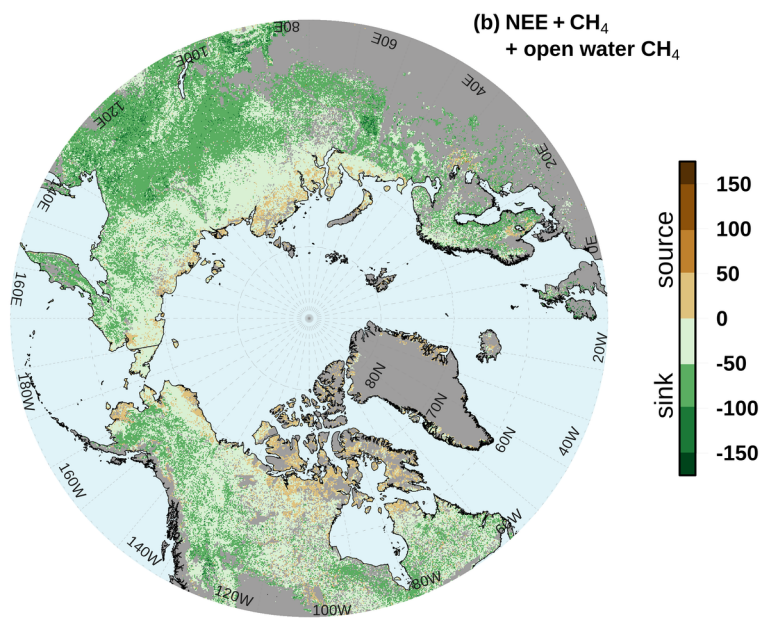 (b) NEE + CH₄
+ open water CH₄
80E
60E
40E
20E
0E
100E
120E
140E
160E
180W
160W
140W
120W
100W
80W
60W
40W
20W
80N
70N
60N
source
sink
150
100
50
0
-50
-100
-150